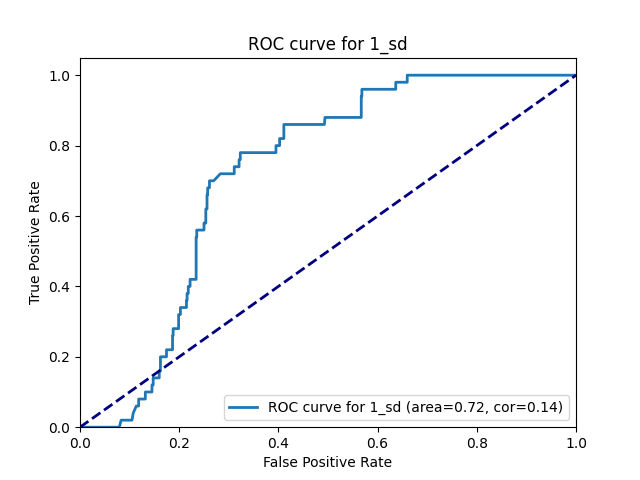 ROC curve for 1_sd
1.0
0.8
0.6
0.4
0.2
0.0
True Positive Rate
ROC curve for 1_sd (area=0.72, cor=0.14)
0.0 0.2 0.4 0.6 0.8 1.0
False Positive Rate